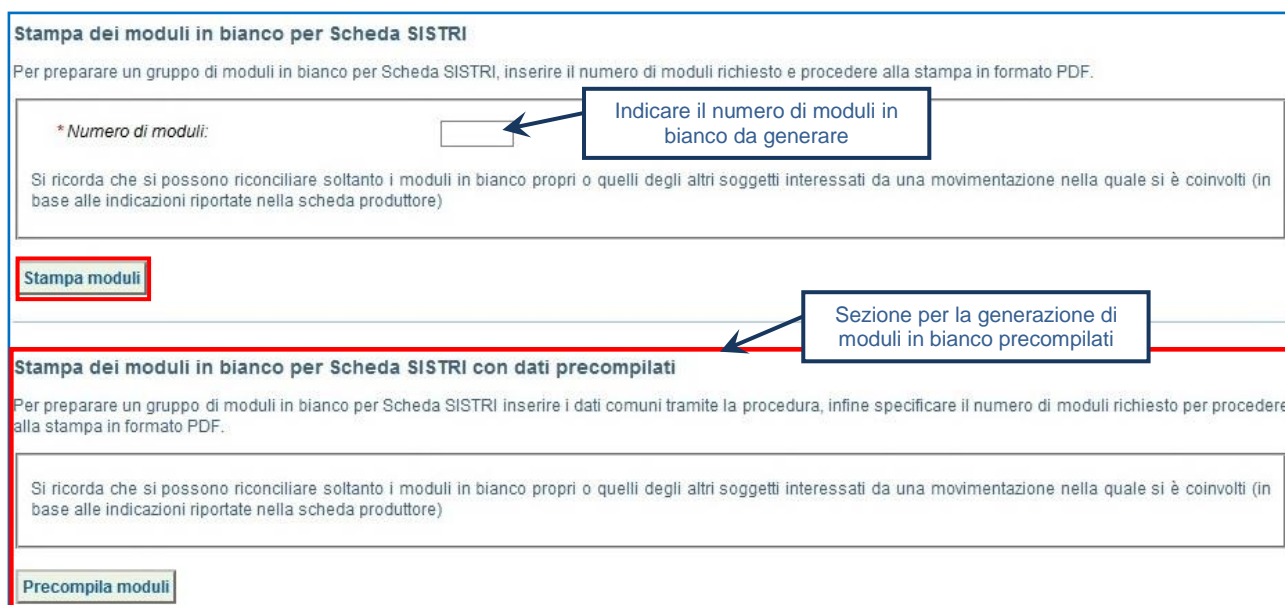 Stampa dei moduli in bianco per Scheda SISTRI
Per preparare un gruppo di moduli in bianco per Scheda SISTRI, inserire il numero di moduli richiesto e procedere alla stampa in formato PDF.
* Numero di moduli:
Indicare il numero di moduli in
bianco da generare
Si ricorda che si possono riconciliare soltanto i moduli in bianco propri o quelli degli altri soggetti interessati da una movimentazione nella quale si è coinvolti (in
base alle indicazioni riportate nella scheda produttore)
Stampa moduli
Sezione per la generazione di
moduli in bianco precompilati
Stampa dei moduli in bianco per Scheda SISTRI con dati precompilati
Per preparare un gruppo di moduli in bianco per Scheda SISTRI inserire i dati comuni tramite la procedura, infine specificare il numero di moduli richiesto per procedere
alla stampa in formato PDF.
Si ricorda che si possono riconciliare soltanto i moduli in bianco propri o quelli degli altri soggetti interessati da una movimentazione nella quale si è coinvolti (in
base alle indicazioni riportate nella scheda produttore)
Precompila moduli